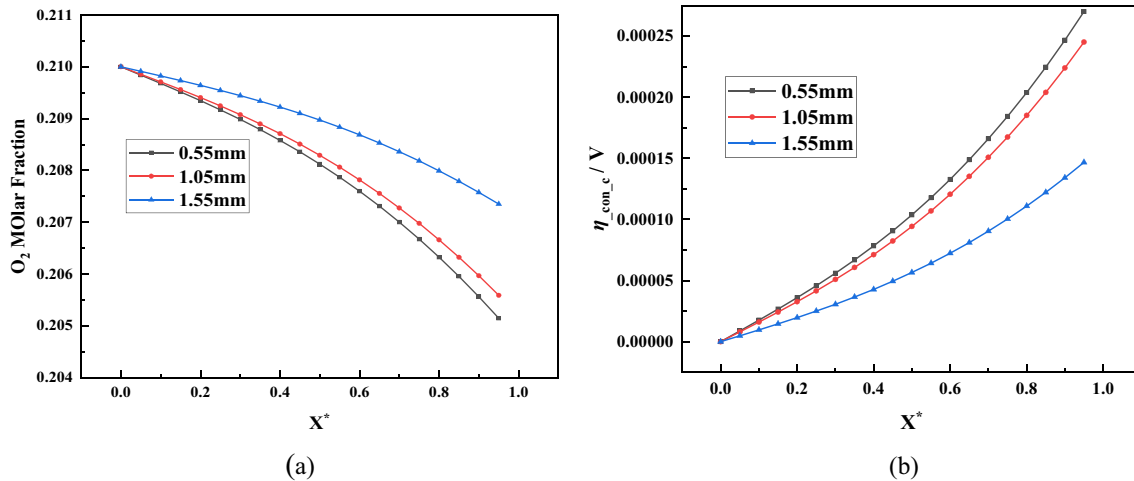 0.211
0.210
0.209
0.208
0.207
0.206
0.205
0.204
O₂ MOlar Fraction
0.55mm
1.05mm
1.55mm
0.0 0.2 0.4 0.6 0.8 1.0
X*
(a)
0.00025
0.00020
0.00015
0.00010
0.00005
0.00000
η_con_c / V
0.55mm
1.05mm
1.55mm
0.0 0.2 0.4 0.6 0.8 1.0
X*
(b)